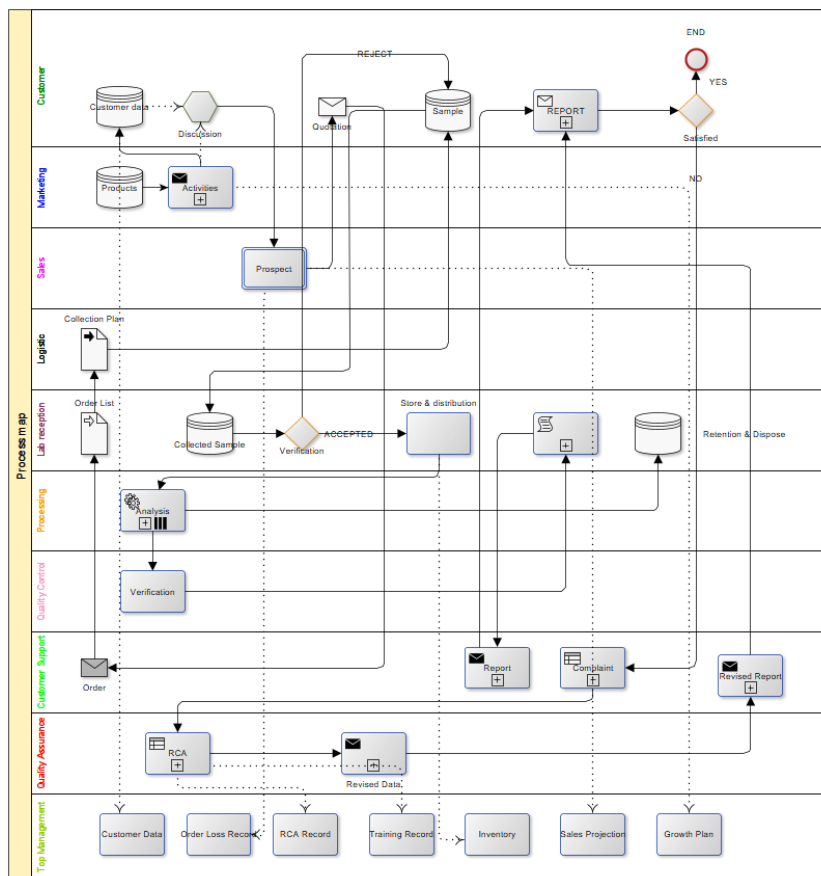 Process map
Customer
END
REJECT
YES
Customer data
Discussion
Quotation
Sample
REPORT
Satisfied
Marketing
Products
Activities
NO
Sales
Prospect
Logistic
Collection Plan
Lab reception
Order List
Store & distribution
Collected Sample
Verification
ACCEPTED
Retention & Dispose
Processing
Analysis
Quality Control
Verification
Customer Support
Order
Report
Complaint
Revised Report
Quality Assurance
RCA
Revised Data
Top Management
Customer Data
Order Loss Record
RCA Record
Training Record
Inventory
Sales Projection
Growth Plan